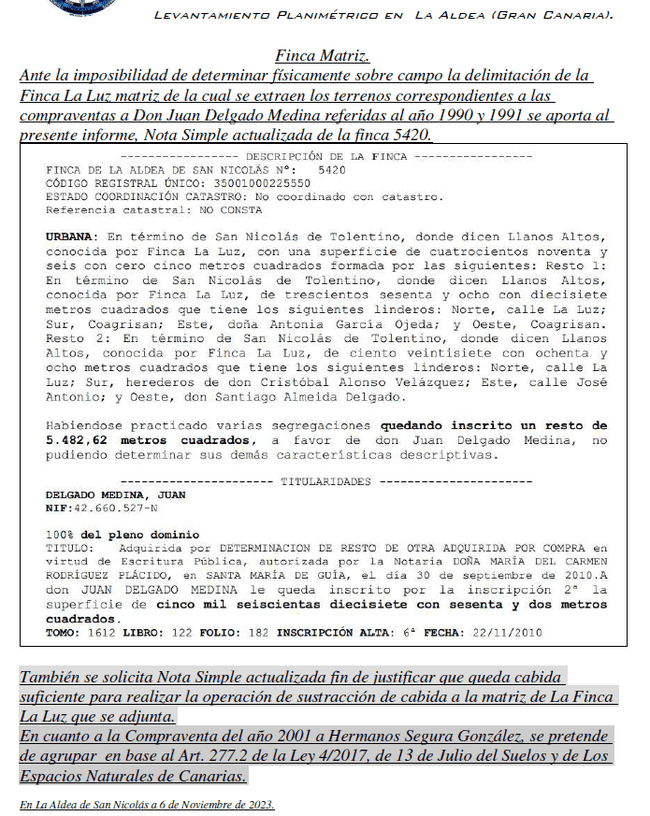 Levantamiento Planimétrico en La Aldea (Gran Canaria).
Finca Matriz.
Ante la imposibilidad de determinar físicamente sobre campo la delimitación de la
Finca La Luz matriz de la cual se extraen los terrenos correspondientes a las
compraventas a Don Juan Delgado Medina referidas al año 1990 y 1991 se aporta al
presente informe, Nota Simple actualizada de la finca 5420.
----------------- DESCRIPCIÓN DE LA FINCA -----------------
FINCA DE LA ALDEA DE SAN NICOLÁS Nº: 5420
CÓDIGO REGISTRAL ÚNICO: 35001000225550
ESTADO COORDINACIÓN CATASTRO: No coordinado con catastro.
Referencia catastral: NO CONSTA
URBANA: En término de San Nicolás de Tolentino, donde dicen Llanos Altos,
conocida por Finca La Luz, con una superficie de cuatrocientos noventa y
seis con cero cinco metros cuadrados formada por las siguientes: Resto 1:
En término de San Nicolás de Tolentino, donde dicen Llanos Altos,
conocida por Finca La Luz, de trescientos sesenta y ocho con diecisiete
metros cuadrados que tiene los siguientes linderos: Norte, calle La Luz;
Sur, Coagrisan; Este, doña Antonia García Ojeda; y Oeste, Coagrisan.
Resto 2: En término de San Nicolás de Tolentino, donde dicen Llanos
Altos, conocida por Finca La Luz, de ciento veintisiete con ochenta y
ocho metros cuadrados que tiene los siguientes linderos: Norte, calle La
Luz; Sur, herederos de don Cristóbal Alonso Velázquez; Este, calle José
Antonio; y Oeste, don Santiago Almeida Delgado.
Habiendose practicado varias segregaciones quedando inscrito un resto de
5.482,62 metros cuadrados, a favor de don Juan Delgado Medina, no
pudiendo determinar sus demás características descriptivas.
---------------------- TITULARIDADES ----------------------
DELGADO MEDINA, JUAN
NIF:42.660.527-N
100% del pleno dominio
TITULO: Adquirida por DETERMINACION DE RESTO DE OTRA ADQUIRIDA POR COMPRA en
virtud de Escritura Pública, autorizada por la Notaria DOÑA MARÍA DEL CARMEN
RODRÍGUEZ PLÁCIDO, en SANTA MARÍA DE GUÍA, el día 30 de septiembre de 2010.A
don JUAN DELGADO MEDINA le queda inscrito por la inscripción 2ª la
superficie de cinco mil seiscientas diecisiete con sesenta y dos metros
cuadrados.
TOMO: 1612 LIBRO: 122 FOLIO: 182 INSCRIPCIÓN ALTA: 6ª FECHA: 22/11/2010
También se solicita Nota Simple actualizada fin de justificar que queda cabida
suficiente para realizar la operación de sustracción de cabida a la matriz de La Finca
La Luz que se adjunta.
En cuanto a la Compraventa del año 2001 a Hermanos Segura González, se pretende
de agrupar en base al Art. 277.2 de la Ley 4/2017, de 13 de Julio del Suelos y de Los
Espacios Naturales de Canarias.
En La Aldea de San Nicolás a 6 de Noviembre de 2023.